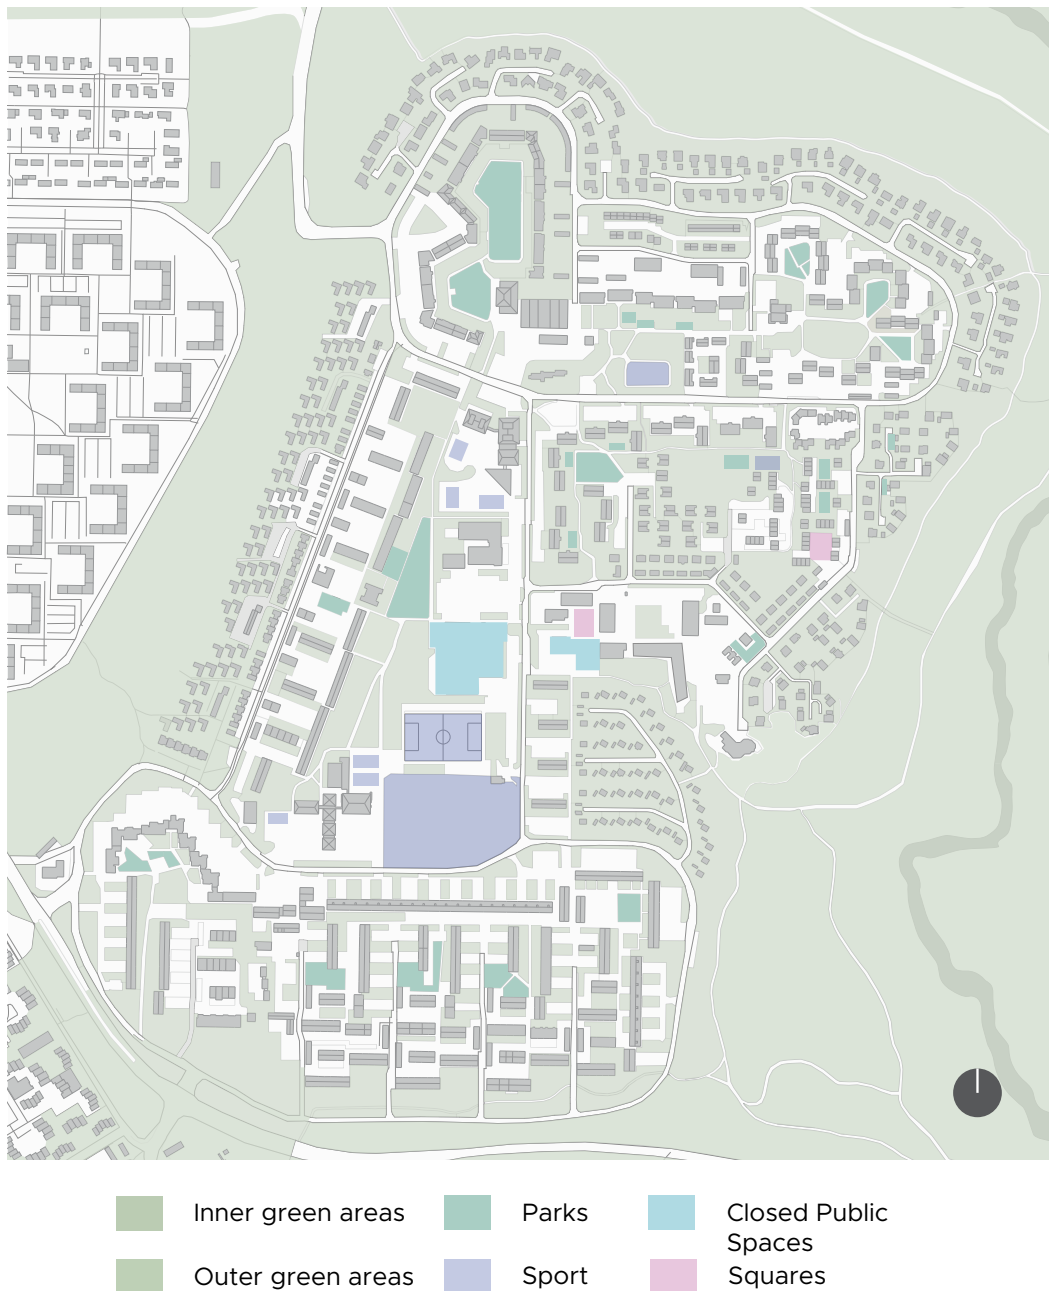 Inner green areas
Parks
Closed Public
Spaces
Outer green areas
Sport
Squares